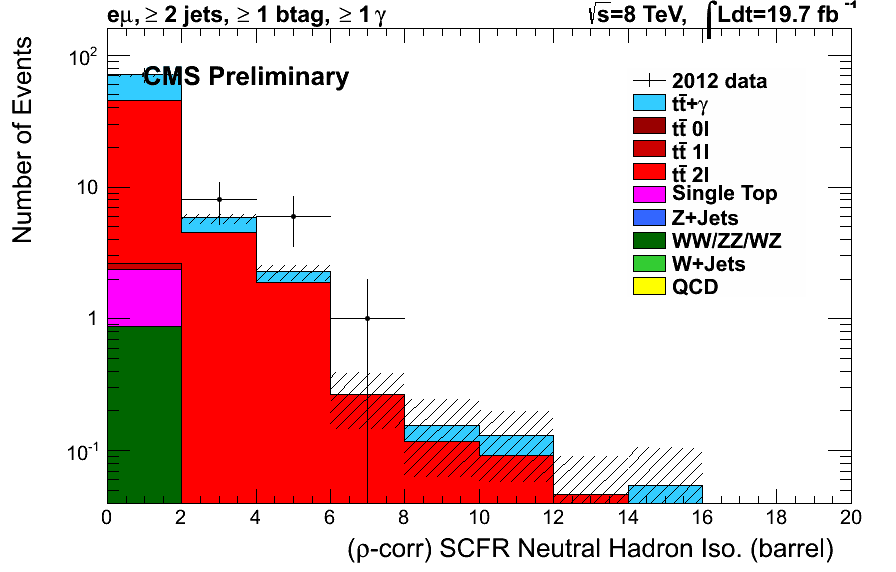 eμ, ≥ 2 jets, ≥ 1 btag, ≥ 1 γ
√s=8 TeV, ∫Ldt=19.7 fb⁻¹
CMS Preliminary
2012 data
tt̄+γ
tt̄ 0l
tt̄ 1l
tt̄ 2l
Single Top
Z+Jets
WW/ZZ/WZ
W+Jets
QCD
Number of Events
10²
10
1
10⁻¹
0 2 4 6 8 10 12 14 16 18 20
(ρ-corr) SCFR Neutral Hadron Iso. (barrel)